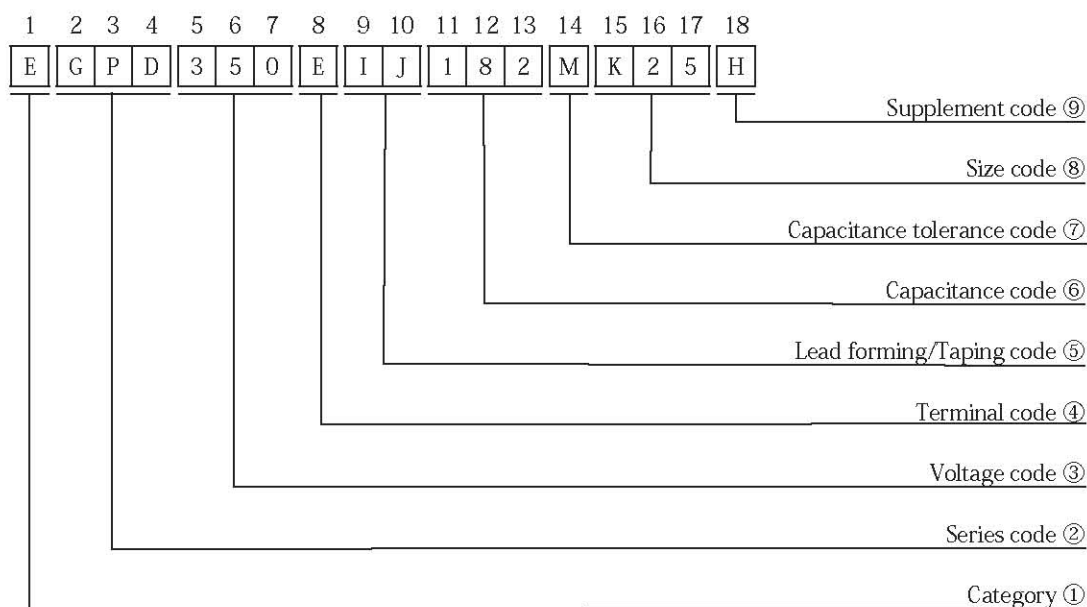 1 2 3 4 5 6 7 8 9 10 11 12 13 14 15 16 17 18
E G P D 3 5 0 E I J 1 8 2 M K 2 5 H
Supplement code ⑨
Size code ⑧
Capacitance tolerance code ⑦
Capacitance code ⑥
Lead forming/Taping code ⑤
Terminal code ④
Voltage code ③
Series code ②
Category ①